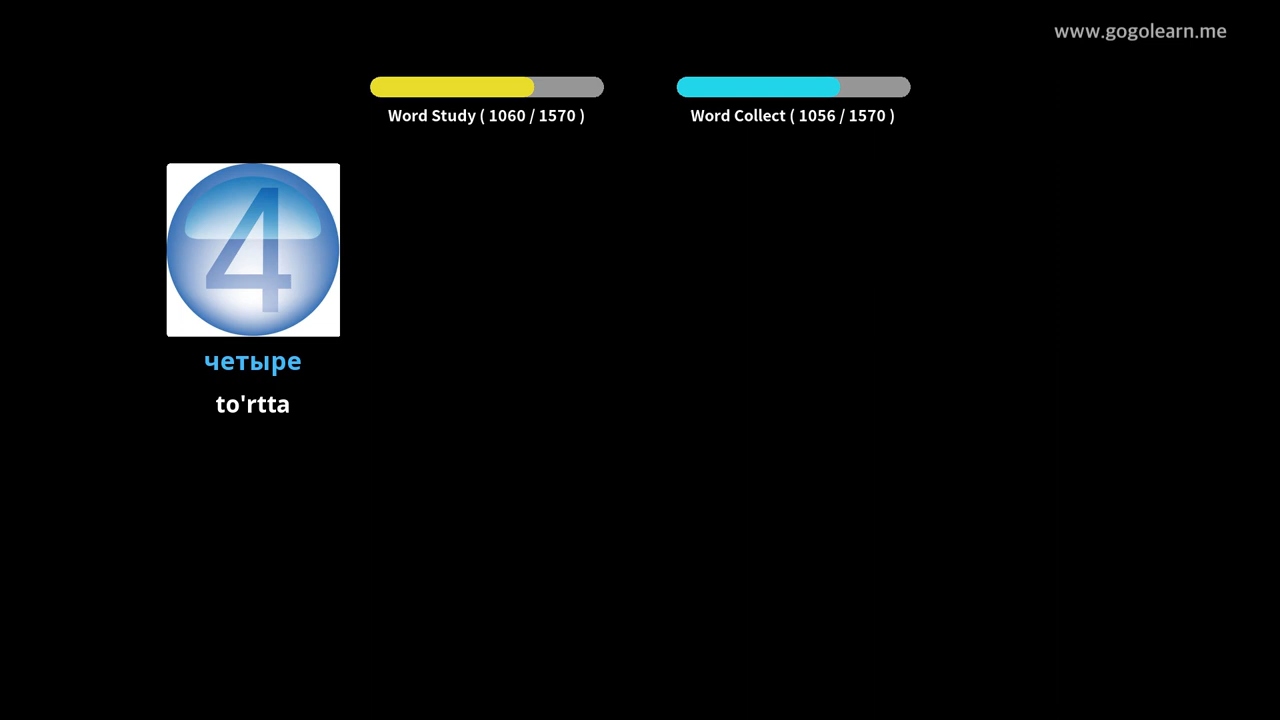 www.gogolearn.me
Word Study ( 1060 / 1570 )
Word Collect ( 1056 / 1570 )
4
четыре
to'rtta